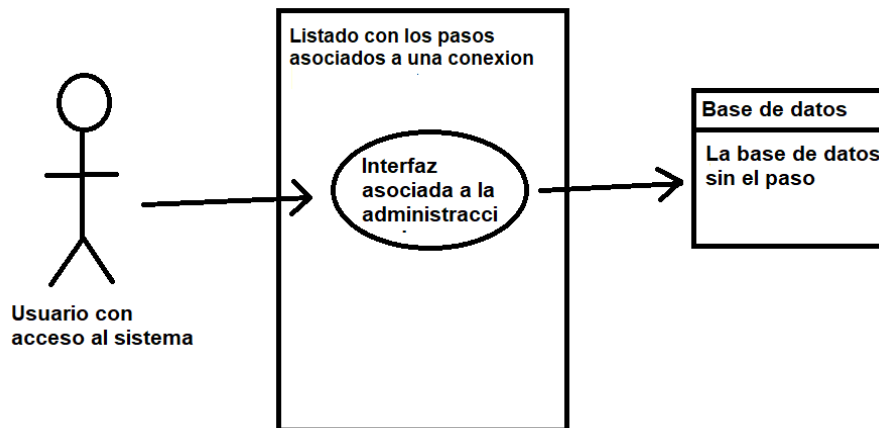 Listado con los pasos
asociados a una conexion
Base de datos
La base de datos
sin el paso
Interfaz
asociada a la
administracci
Usuario con
acceso al sistema